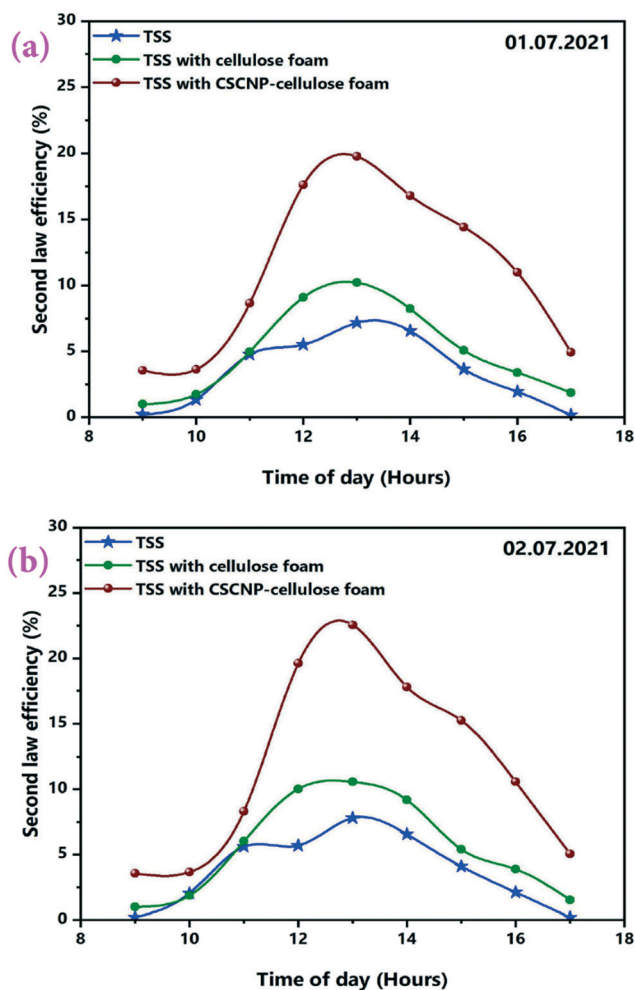 (a)
TSS
TSS with cellulose foam
TSS with CSCNP-cellulose foam
01.07.2021
Second law efficiency (%)
30
25
20
15
10
5
0
8 10 12 14 16 18
Time of day (Hours)
(b)
TSS
TSS with cellulose foam
TSS with CSCNP-cellulose foam
02.07.2021
Second law efficiency (%)
30
25
20
15
10
5
0
8 10 12 14 16 18
Time of day (Hours)